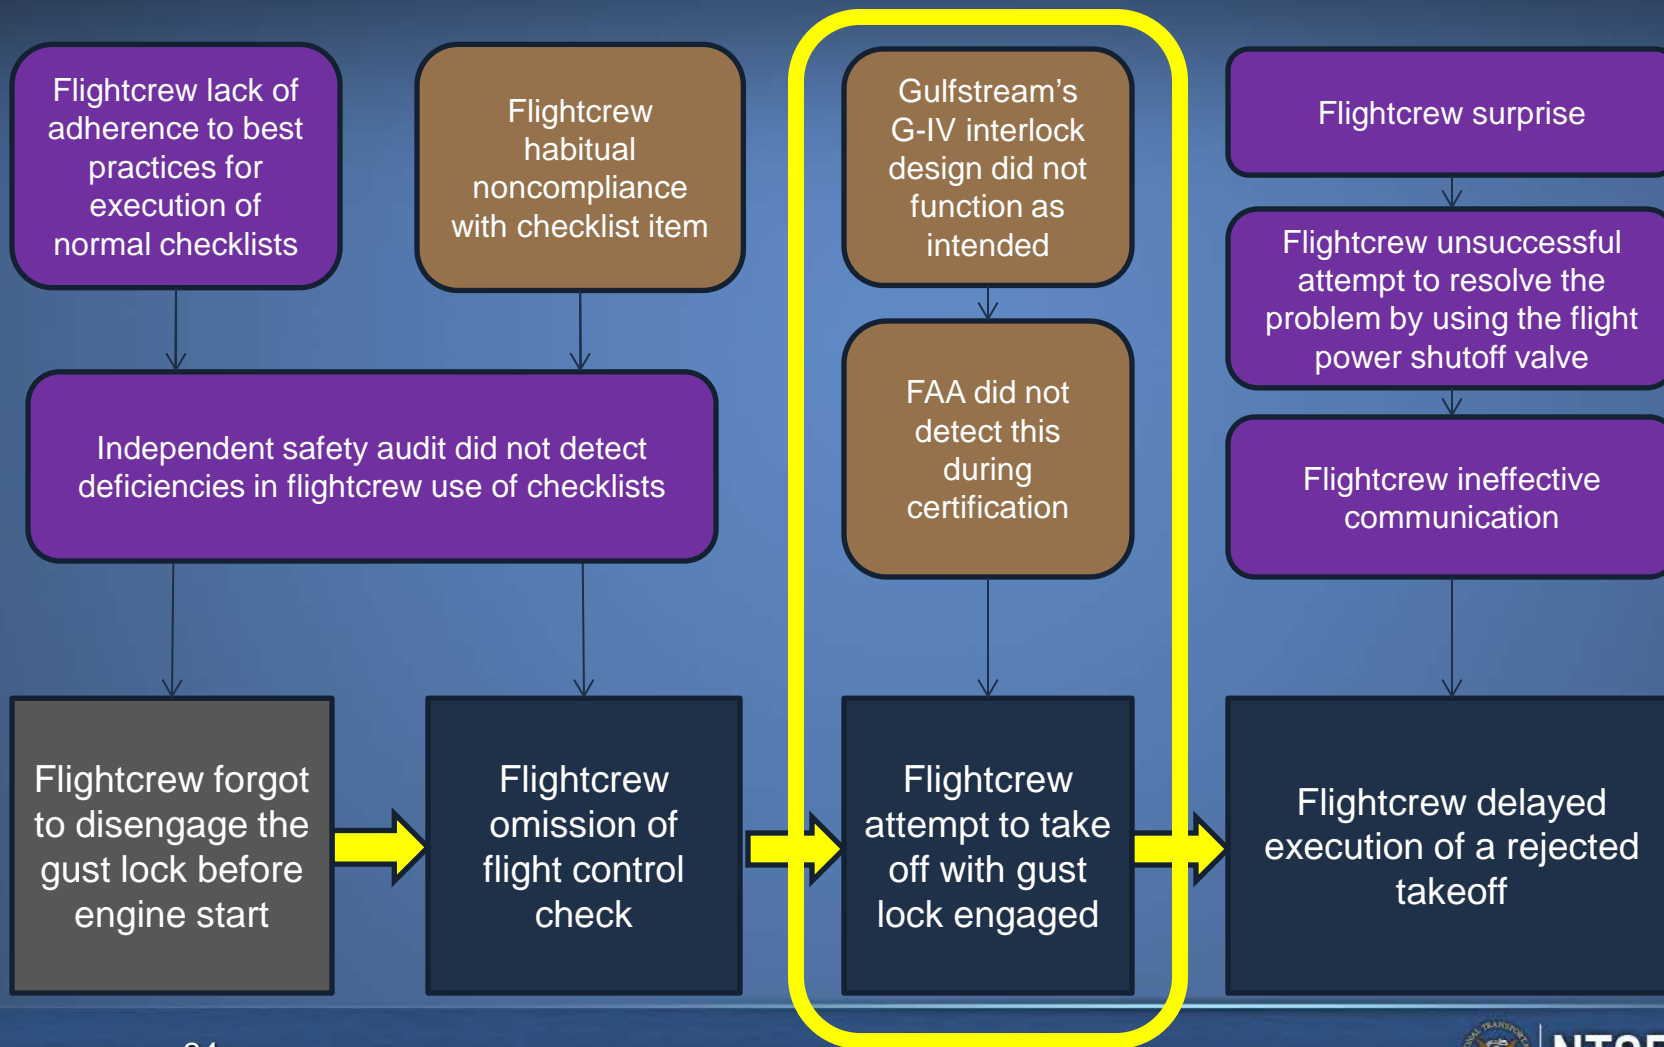 Flightcrew lack of
adherence to best
practices for
execution of
normal checklists
Flightcrew
habitual
noncompliance
with checklist item
Gulfstream's
G-IV interlock
design did not
function as
intended
Flightcrew surprise
Flightcrew unsuccessful
attempt to resolve the
problem by using the flight
power shutoff valve
Independent safety audit did not detect
deficiencies in flightcrew use of checklists
FAA did not
detect this
during
certification
Flightcrew ineffective
communication
Flightcrew forgot
to disengage the
gust lock before
engine start
Flightcrew
omission of
flight control
check
Flightcrew
attempt to take
off with gust
lock engaged
Flightcrew delayed
execution of a rejected
takeoff